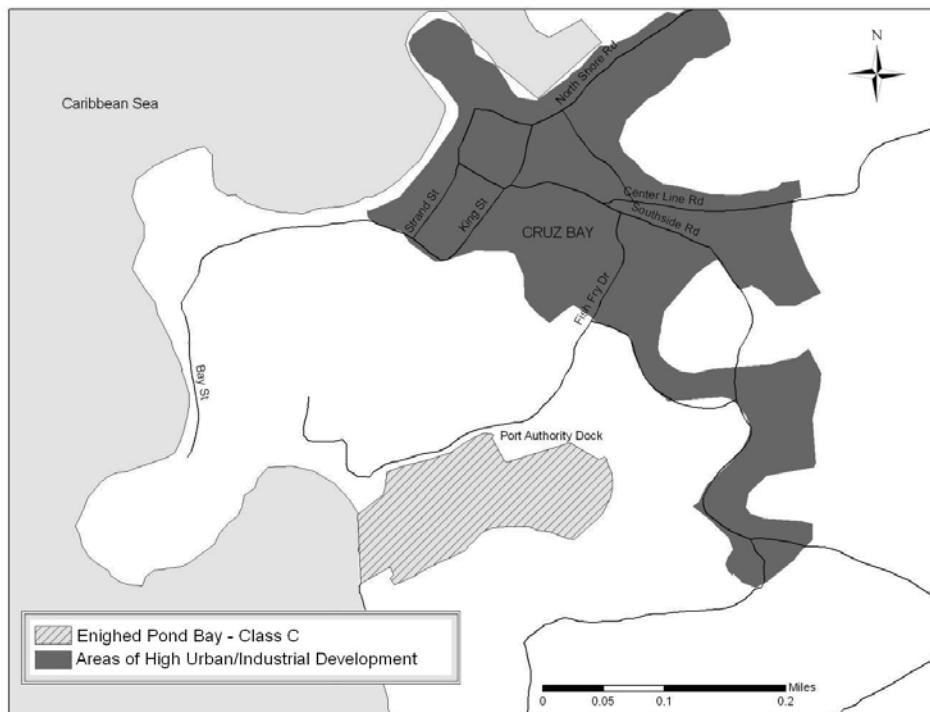 N
North Shore Rd
Caribbean Sea
Center Line Rd
Strand St
King St
Southside Rd
CRUZ BAY
Fish Fry Dr
Bay St
Port Authority Dock
Enighed Pond Bay - Class C
Areas of High Urban/Industrial Development
Miles
0 0.05 0.1 0.2